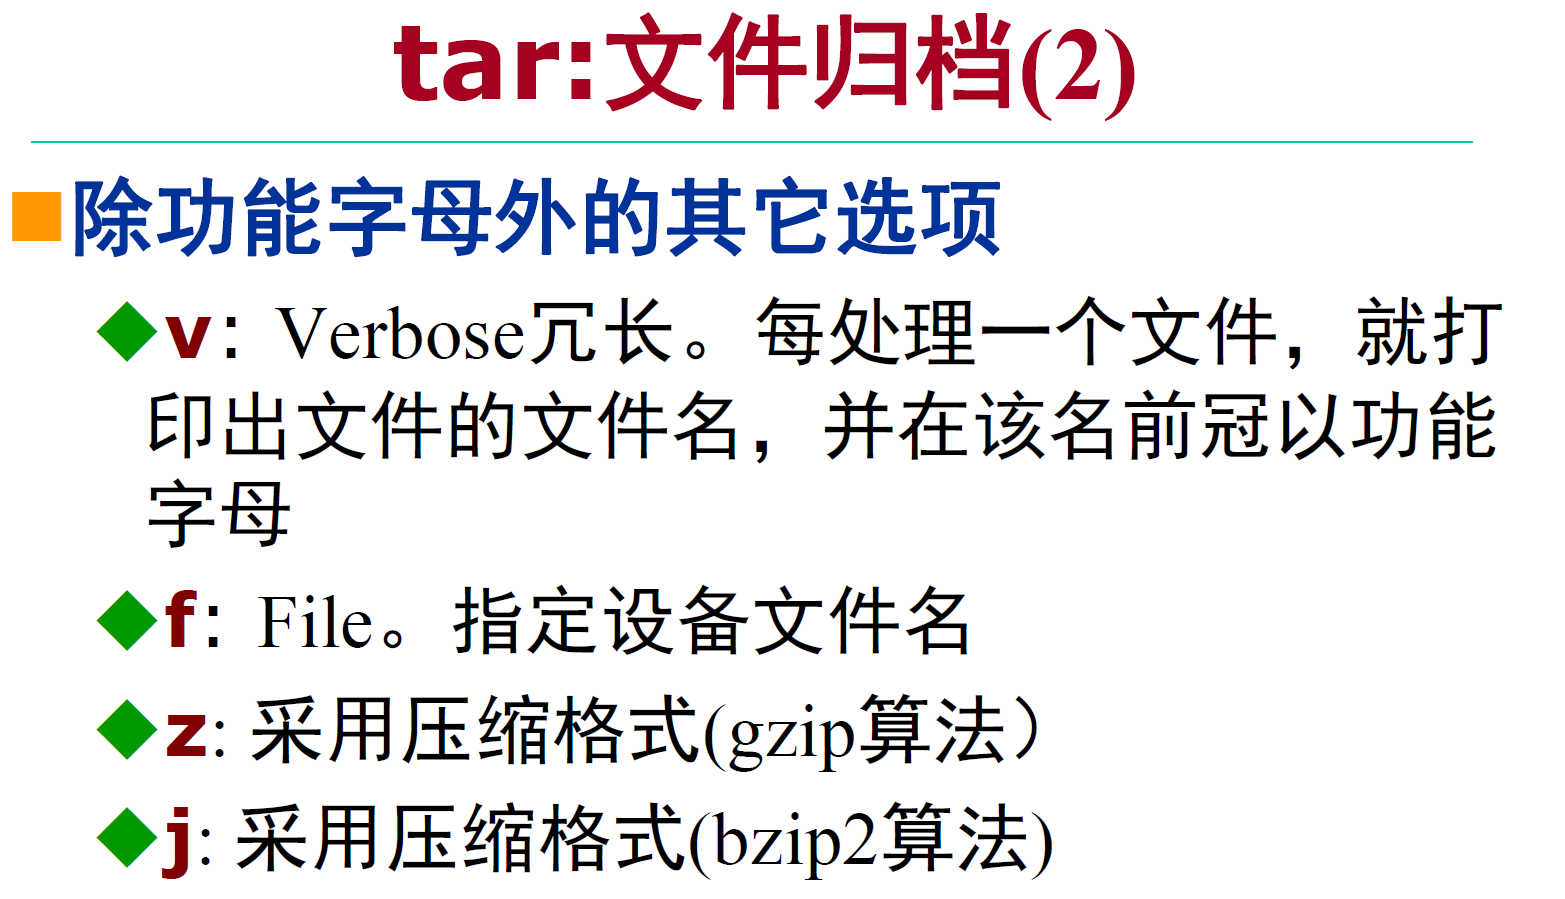 tar:文件归档(2)
除功能字母外的其它选项
v: Verbose冗长。每处理一个文件，就打
印出文件的文件名，并在该名前冠以功能
字母
f: File。指定设备文件名
z: 采用压缩格式(gzip算法）
j: 采用压缩格式(bzip2算法)